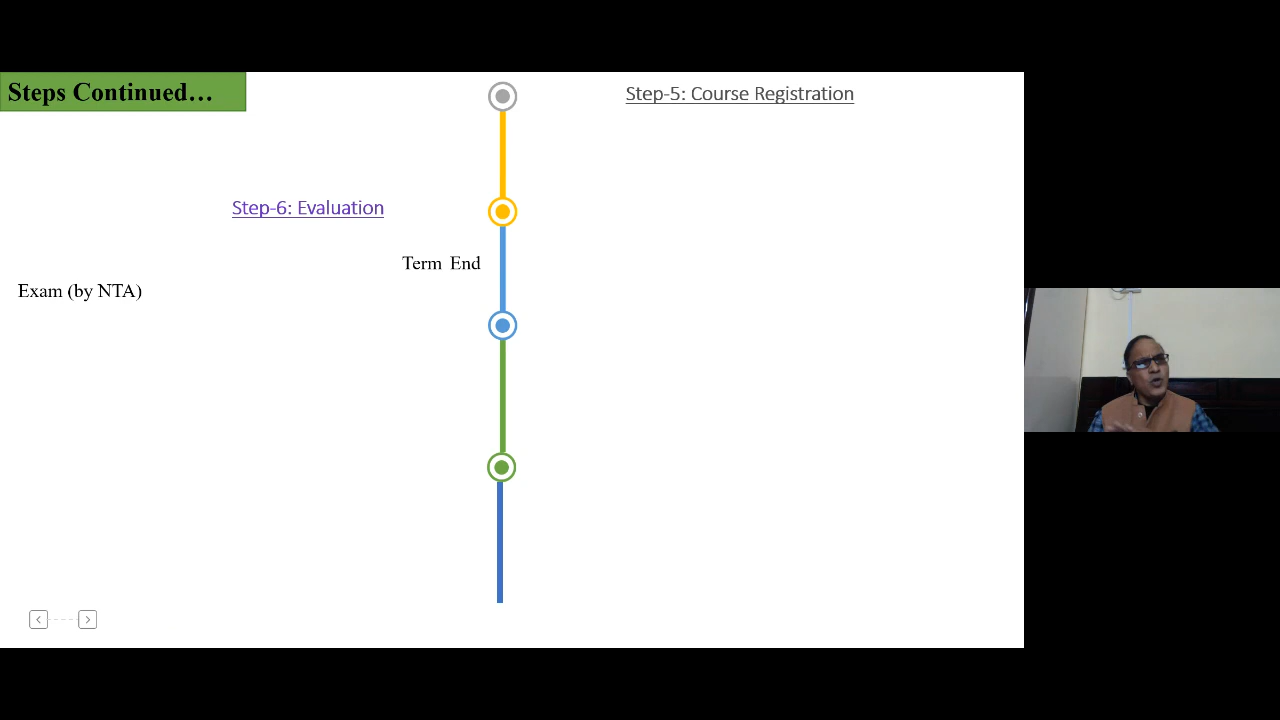 Steps Continued...
Step-5: Course Registration
Step-6: Evaluation
Term End
Exam (by NTA)